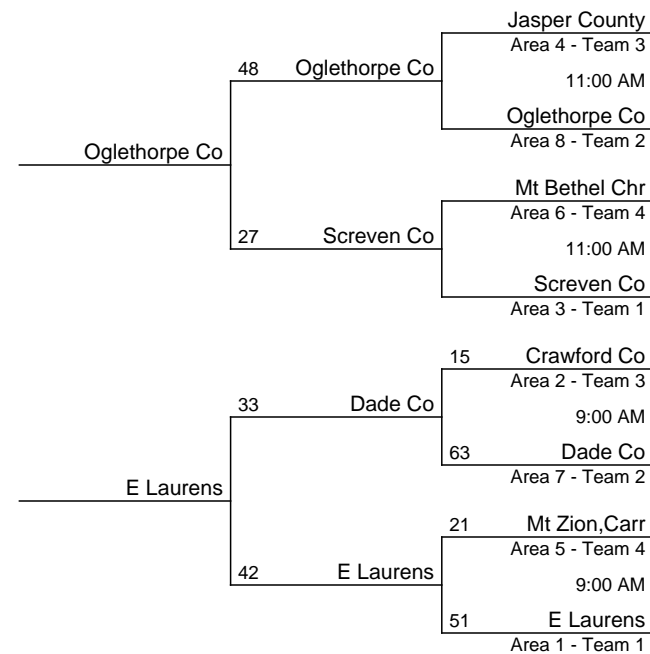 Jasper County
Area 4 - Team 3
48 Oglethorpe Co
11:00 AM
Oglethorpe Co
Area 8 - Team 2
Oglethorpe Co
Mt Bethel Chr
Area 6 - Team 4
27 Screven Co
11:00 AM
Screven Co
Area 3 - Team 1
15 Crawford Co
Area 2 - Team 3
33 Dade Co
9:00 AM
63 Dade Co
Area 7 - Team 2
E Laurens
21 Mt Zion,Carr
Area 5 - Team 4
42 E Laurens
9:00 AM
51 E Laurens
Area 1 - Team 1